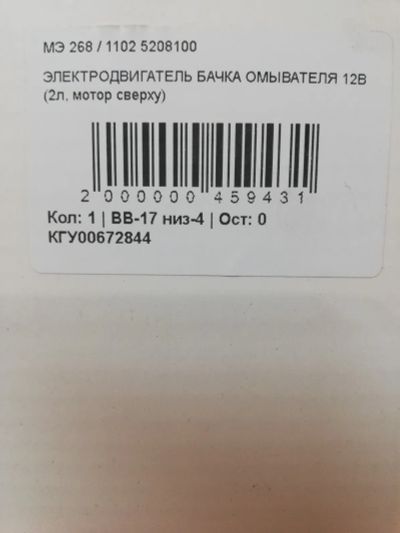 МЭ 268 / 1102 5208100
ЭЛЕКТРОДВИГАТЕЛЬ БАЧКА ОМЫВАТЕЛЯ 12В
(2л, мотор сверху)
2 000000 459431
Кол: 1 | ВВ-17 низ-4 | Ост: 0
КГУ00672844